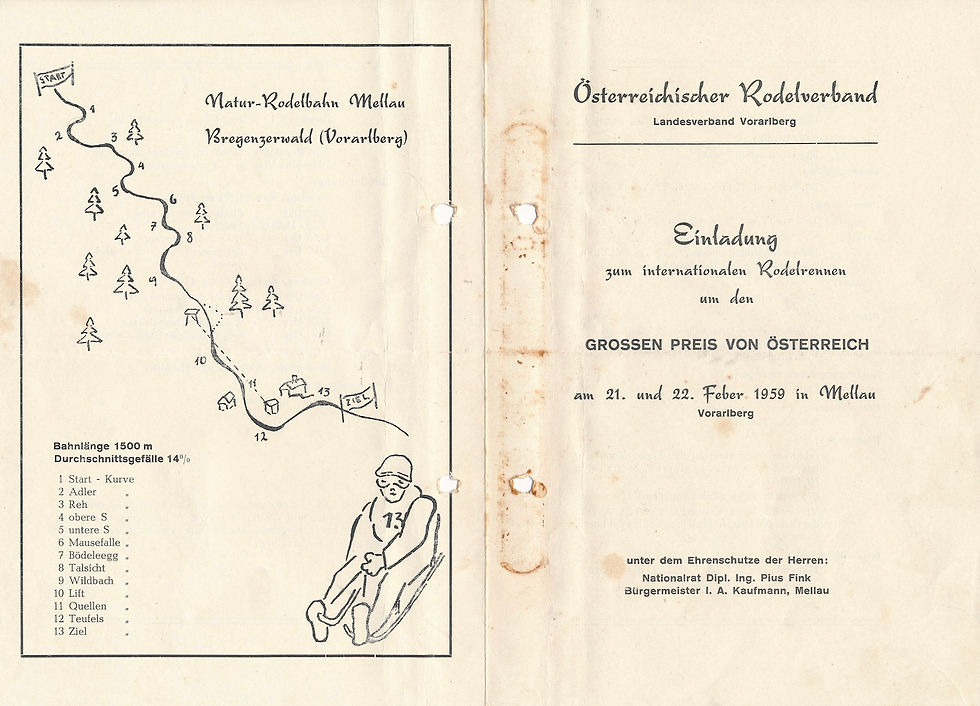 START
Natur-Rodelbahn Mellau
Bregenzerwald (Vorarlberg)
1
2
3
4
5
6
7
8
9
10
11
12
13
ZIEL
Bahnlänge 1500 m
Durchschnittsgefälle 14%
1 Start - Kurve
2 Adler „
3 Reh „
4 obere S „
5 untere S „
6 Mausefalle „
7 Bödeleegg „
8 Talsicht „
9 Wildbach „
10 Lift „
11 Quellen „
12 Teufels „
13 Ziel „
13
Österreichischer Rodelverband
Landesverband Vorarlberg
Einladung
zum internationalen Rodelrennen
um den
GROSSEN PREIS VON ÖSTERREICH
am 21. und 22. Feber 1959 in Mellau
Vorarlberg
unter dem Ehrenschutze der Herren:
Nationalrat Dipl. Ing. Pius Fink
Bürgermeister I. A. Kaufmann, Mellau